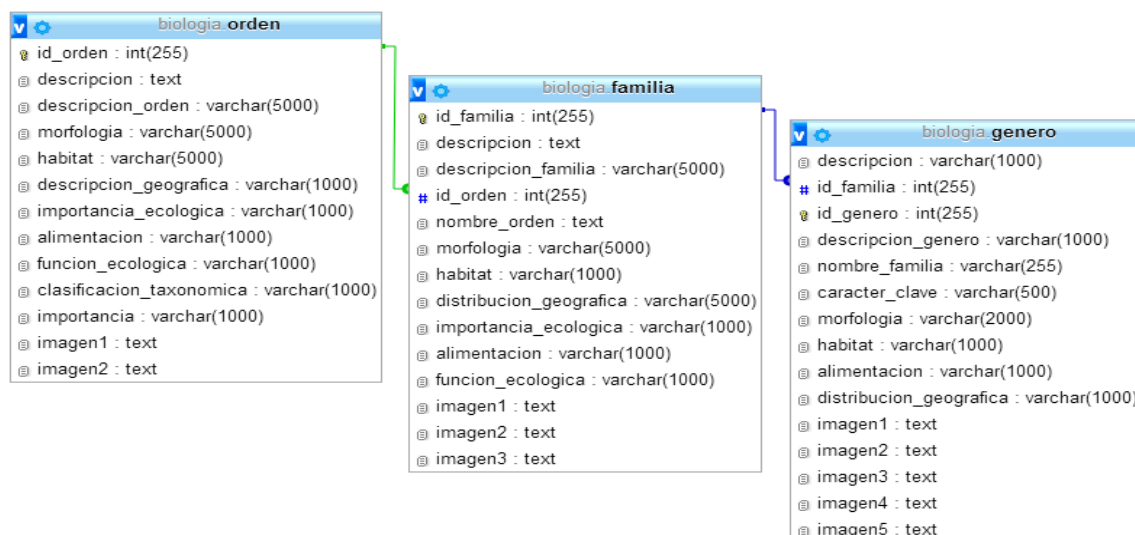 biologia.orden
id_orden : int(255)
descripcion : text
descripcion_orden : varchar(5000)
morfologia : varchar(5000)
habitat : varchar(5000)
descripcion_geografica : varchar(1000)
importancia_ecologica : varchar(1000)
alimentacion : varchar(1000)
funcion_ecologica : varchar(1000)
clasificacion_taxonomica : varchar(1000)
importancia : varchar(1000)
imagen1 : text
imagen2 : text
biologia.familia
id_familia : int(255)
descripcion : text
descripcion_familia : varchar(5000)
# id_orden : int(255)
nombre_orden : text
morfologia : varchar(5000)
habitat : varchar(1000)
distribucion_geografica : varchar(5000)
importancia_ecologica : varchar(1000)
alimentacion : varchar(1000)
funcion_ecologica : varchar(1000)
imagen1 : text
imagen2 : text
imagen3 : text
biologia.genero
descripcion : varchar(1000)
# id_familia : int(255)
id_genero : int(255)
descripcion_genero : varchar(1000)
nombre_familia : varchar(255)
caracter_clave : varchar(500)
morfologia : varchar(2000)
habitat : varchar(1000)
alimentacion : varchar(1000)
distribucion_geografica : varchar(1000)
imagen1 : text
imagen2 : text
imagen3 : text
imagen4 : text
imagen5 : text